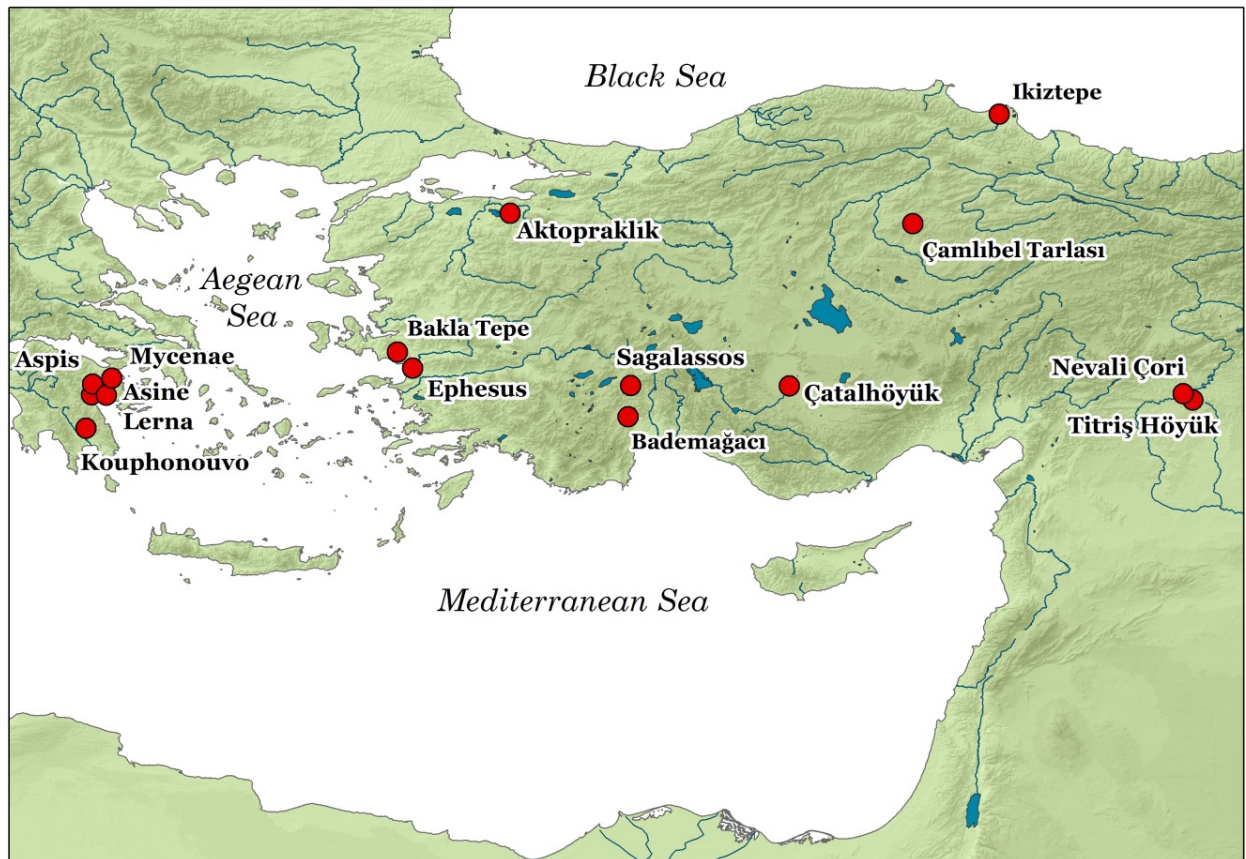 Black Sea
Ikiztepe
Aktopraklık
Çamlıbel Tarlası
Aegean
Sea
Bakla Tepe
Aspis
Mycenae
Sagalassos
Nevali Çori
Ephesus
Asine
Çatalhöyük
Lerna
Titriş Höyük
Bademağacı
Kouphonouvo
Mediterranean Sea